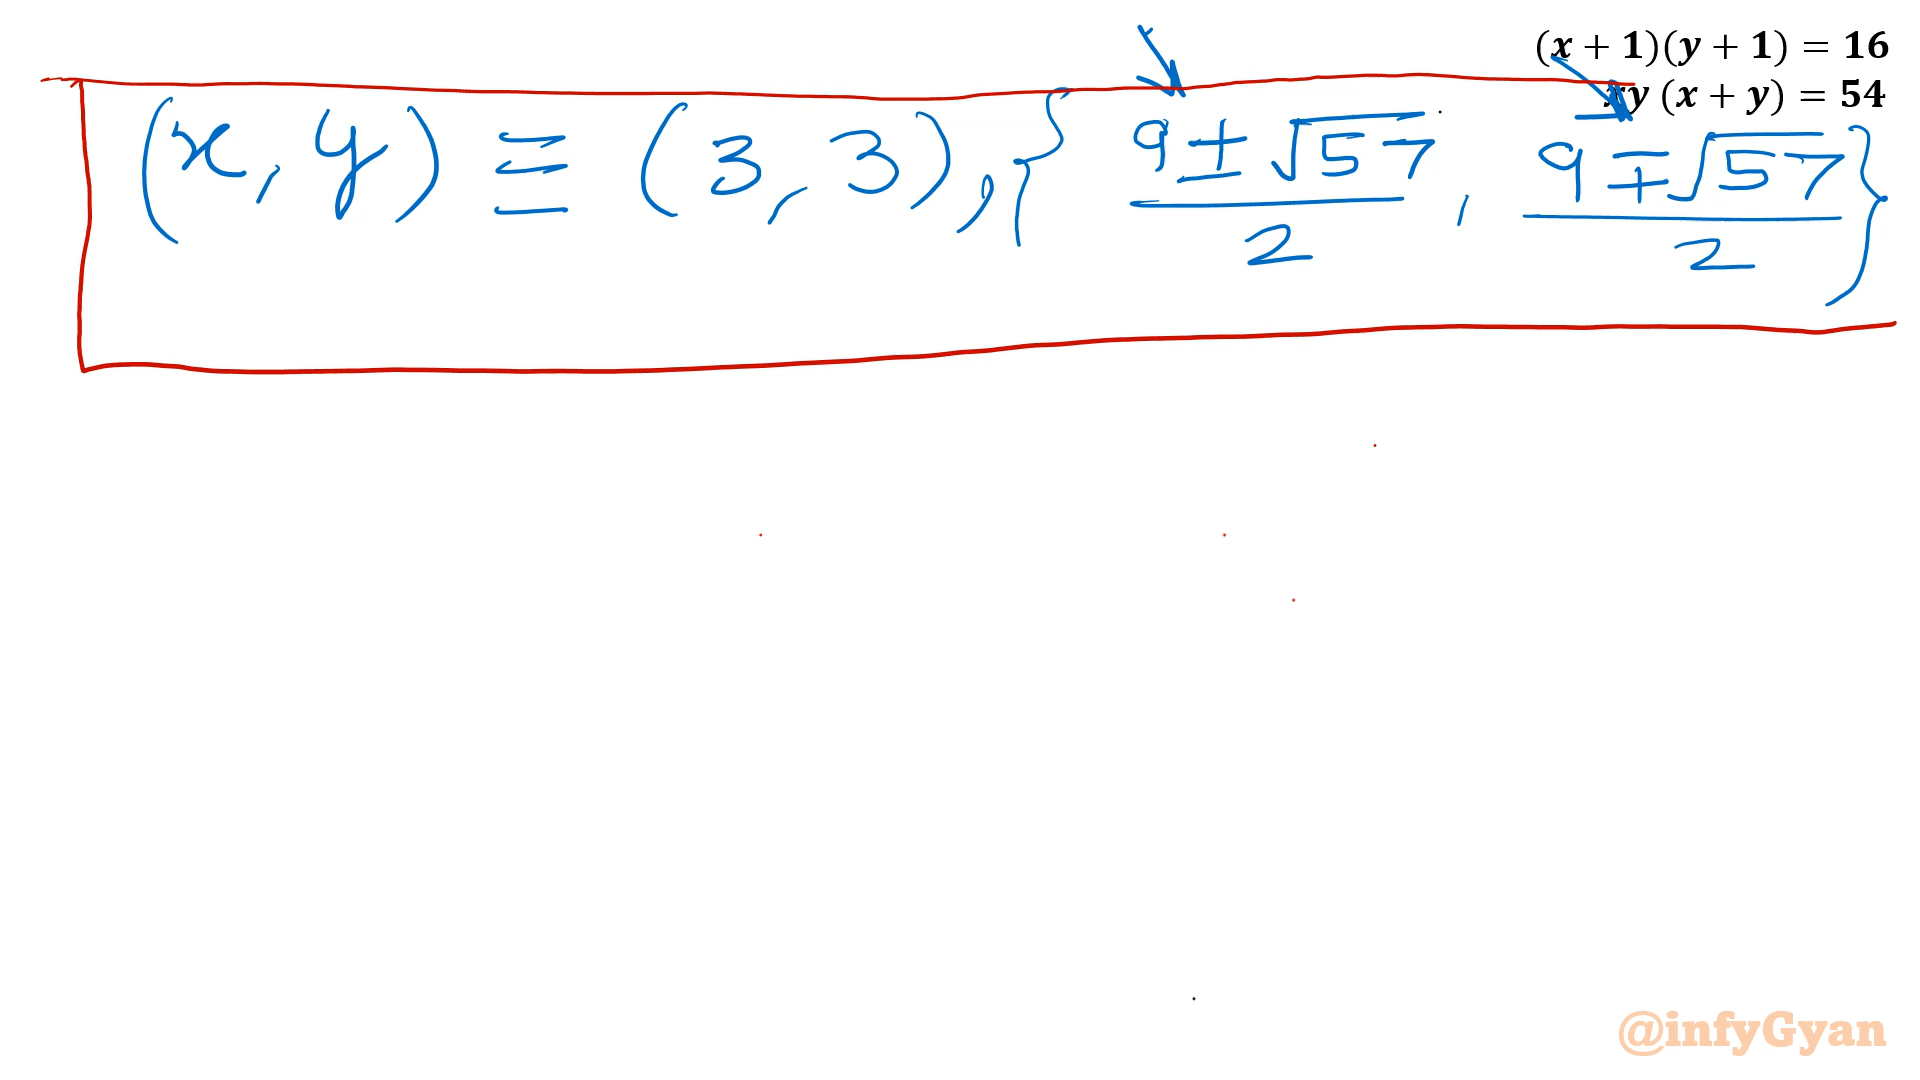 (x + 1)(y + 1) = 16
xy (x + y) = 54
(x, y) ≡ (3, 3), { 9 ± √57 / 2 , 9 ∓ √57 / 2 }
@infyGyan